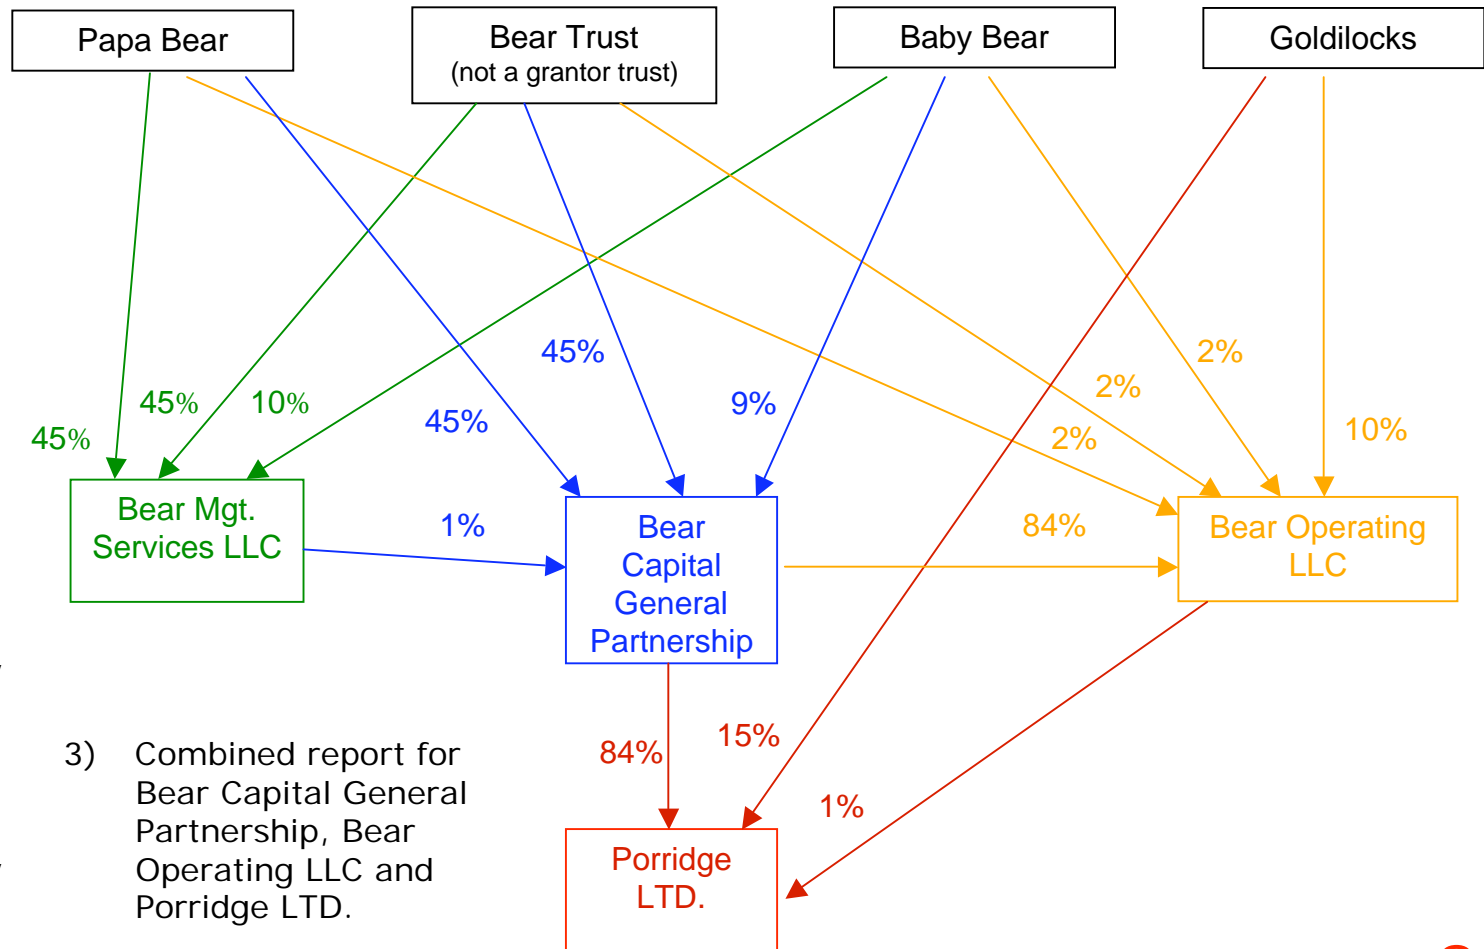 Papa Bear
Bear Trust
(not a grantor trust)
Baby Bear
Goldilocks
45%
45%
10%
45%
45%
9%
2%
2%
2%
10%
Bear Mgt.
Services LLC
1%
Bear
Capital
General
Partnership
84%
Bear Operating
LLC
3) Combined report for
Bear Capital General
Partnership, Bear
Operating LLC and
Porridge LTD.
84%
15%
1%
Porridge
LTD.